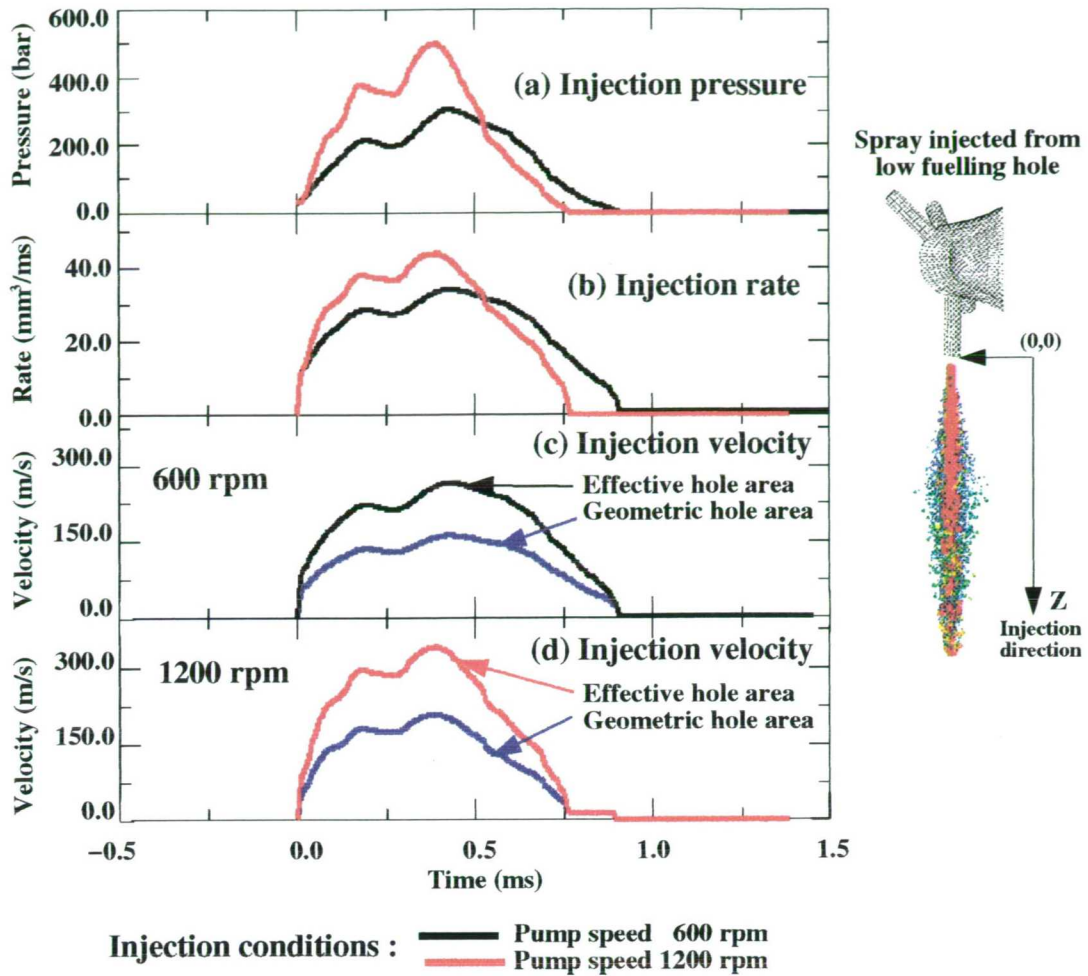 600.0
400.0
200.0
0.0
Pressure (bar)
(a) Injection pressure
40.0
20.0
0.0
Rate (mm³/ms)
(b) Injection rate
300.0
150.0
0.0
Velocity (m/s)
600 rpm
(c) Injection velocity
Effective hole area
Geometric hole area
300.0
150.0
0.0
Velocity (m/s)
1200 rpm
(d) Injection velocity
Effective hole area
Geometric hole area
−0.5 0.0 0.5 1.0 1.5
Time (ms)
Spray injected from
low fuelling hole
(0,0)
Z
Injection
direction
Injection conditions : Pump speed 600 rpm
Pump speed 1200 rpm